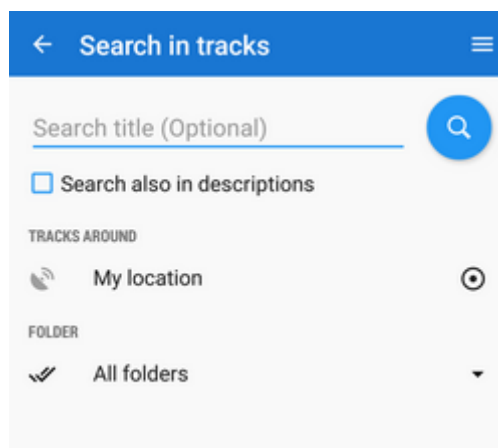 Search in tracks
Search title (Optional)
Search also in descriptions
TRACKS AROUND
My location
FOLDER
All folders